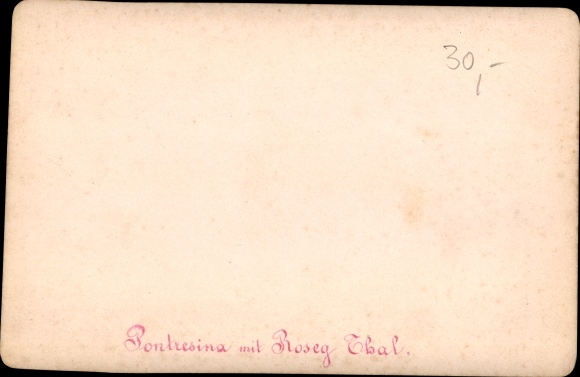 30,-
Pontresina mit Roseg Thal.